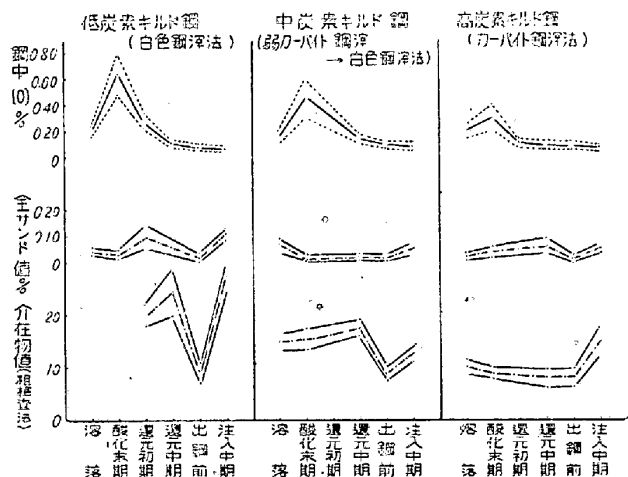 低炭素キルド鋼
(白色鋼滓法)
中炭素キルド鋼
(弱カーバイト鋼滓
→白色鋼滓法)
高炭素キルド鋼
(カーバイト鋼滓法)
鋼中[O]%
0.80
0.60
0.40
0.20
0
全サンド値%
0.20
0.10
0
介在物値
20
10
0
溶落
酸化末期
還元初期
還元中期
出鋼前
注入中期
溶落
酸化末期
還元初期
還元中期
出鋼前
注入中期
溶落
酸化末期
還元初期
還元中期
出鋼前
注入中期